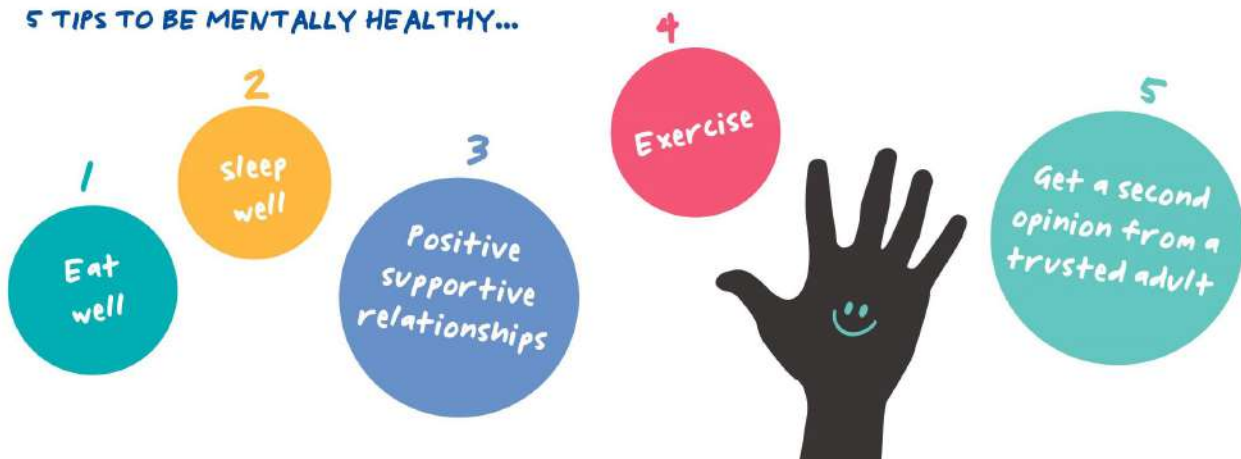 5 TIPS TO BE MENTALLY HEALTHY...
1
Eat
well
2
sleep
well
3
Positive
supportive
relationships
4
Exercise
5
Get a second
opinion from a
trusted adult